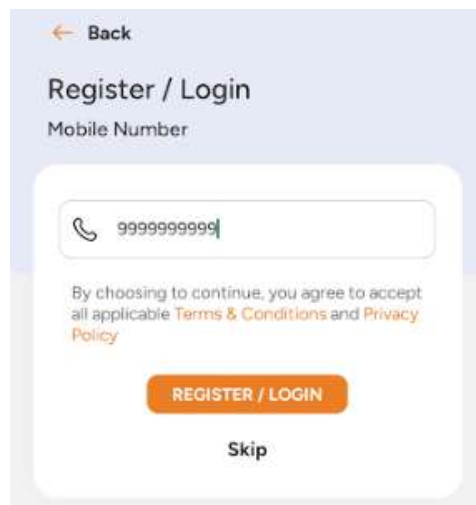 Back
Register / Login
Mobile Number
9999999999
By choosing to continue, you agree to accept
all applicable Terms & Conditions and Privacy
Policy
REGISTER / LOGIN
Skip